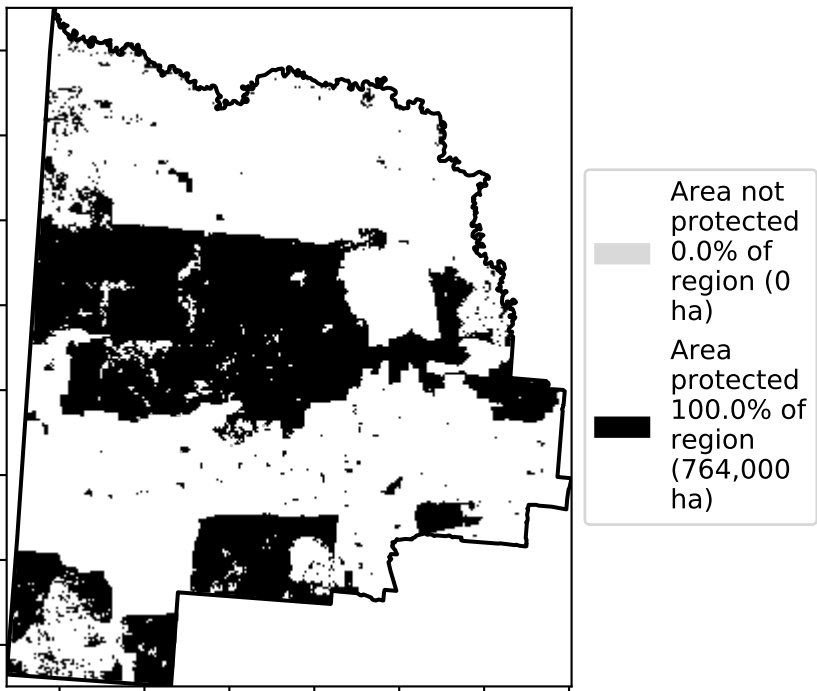 Area not
protected
0.0% of
region (0
ha)
Area
protected
100.0% of
region
(764,000
ha)